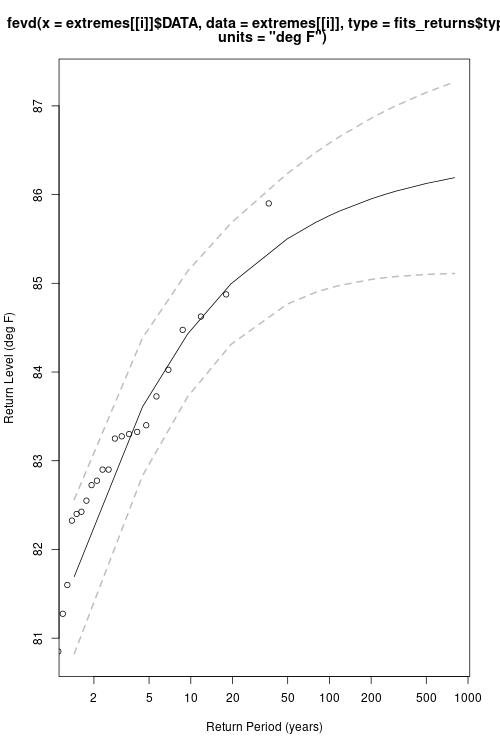 fevd(x = extremes[[i]]$DATA, data = extremes[[i]], type = fits_returns$typ
units = "deg F")
Return Level (deg F)
87
86
85
84
83
82
81
2 5 10 20 50 100 200 500 1000
Return Period (years)